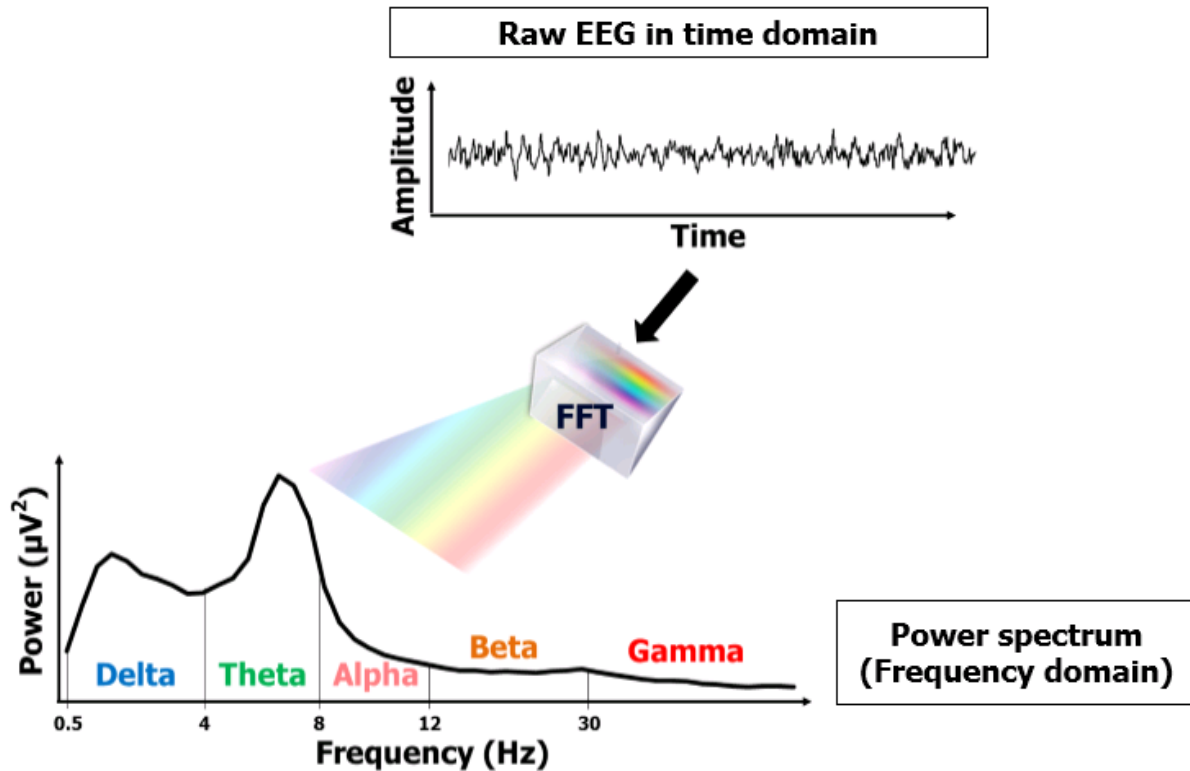 Raw EEG in time domain
Amplitude
Time
FFT
Power (µV²)
Delta
Theta
Alpha
Beta
Gamma
0.5
4
8
12
30
Frequency (Hz)
Power spectrum
(Frequency domain)